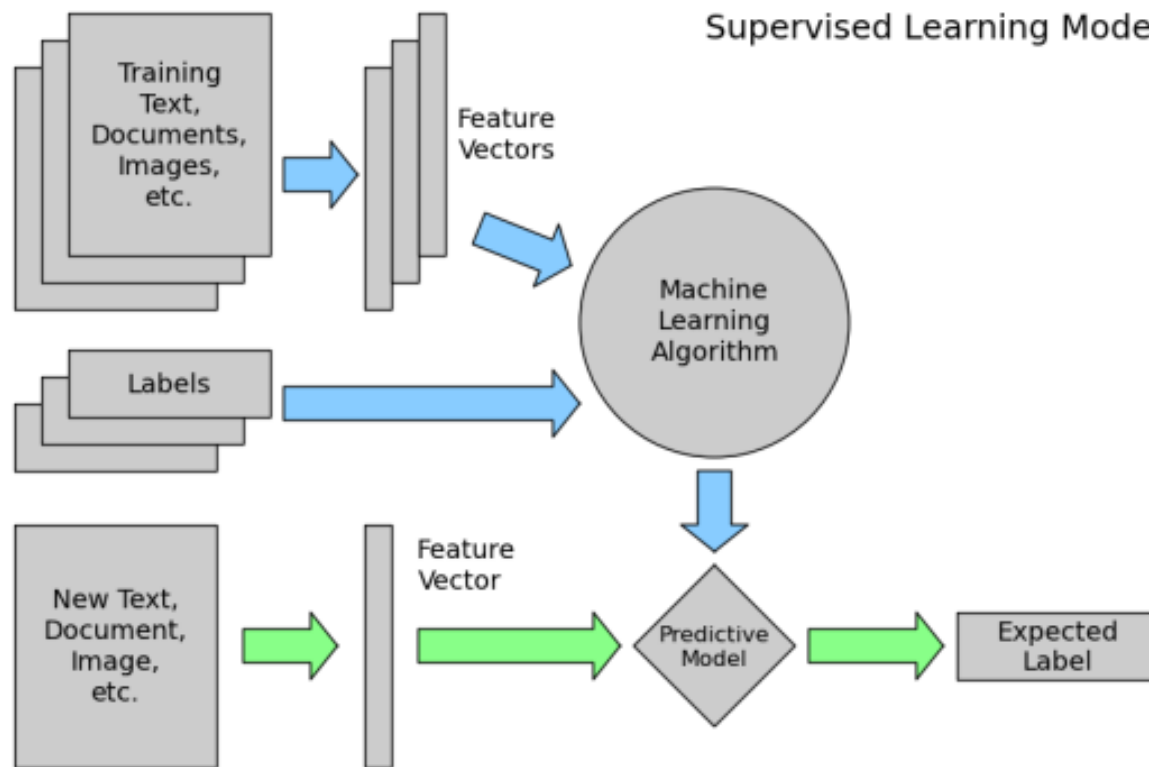 Supervised Learning Mode
Training
Text,
Documents,
Images,
etc.
Feature
Vectors
Machine
Learning
Algorithm
Labels
New Text,
Document,
Image,
etc.
Feature
Vector
Predictive
Model
Expected
Label